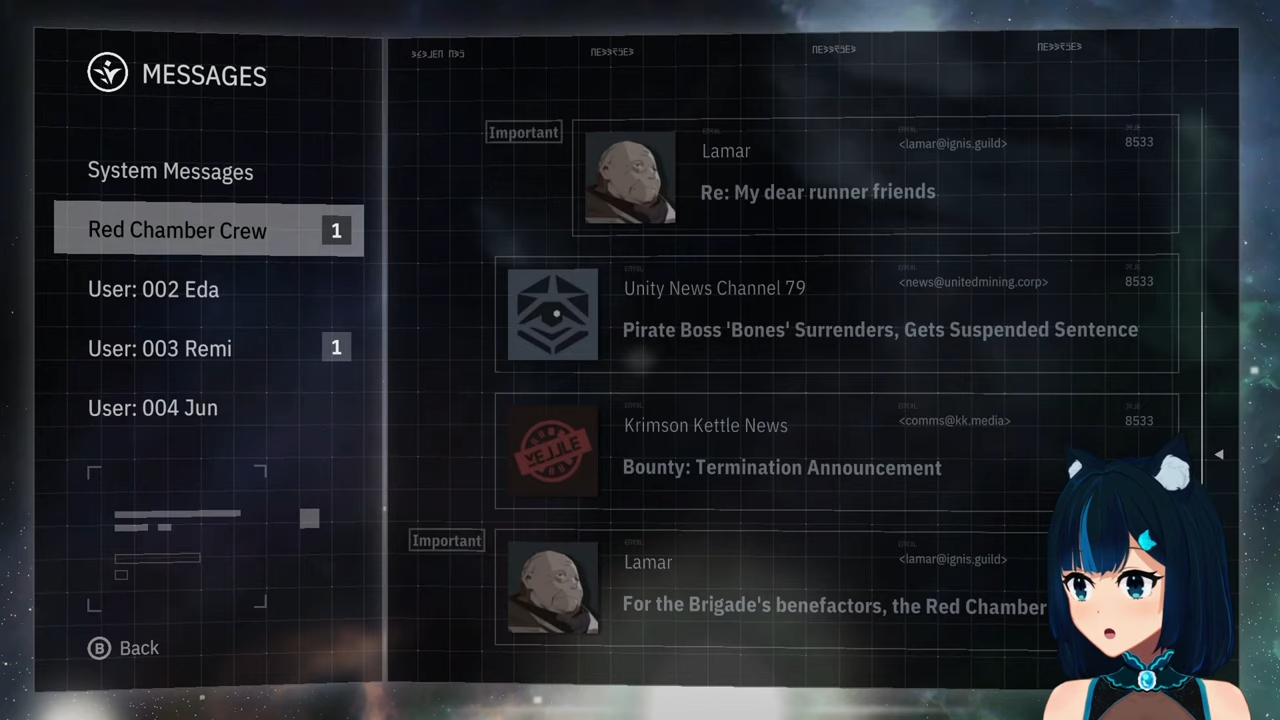 MESSAGES
System Messages
Red Chamber Crew 1
User: 002 Eda
User: 003 Remi 1
User: 004 Jun
B Back
Important
Lamar <lamar@ignis.guild> 8533
Re: My dear runner friends
Unity News Channel 79 <news@unitedmining.corp> 8533
Pirate Boss 'Bones' Surrenders, Gets Suspended Sentence
Krimson Kettle News <comms@kk.media> 8533
Bounty: Termination Announcement
Important
Lamar <lamar@ignis.guild>
For the Brigade's benefactors, the Red Chamber